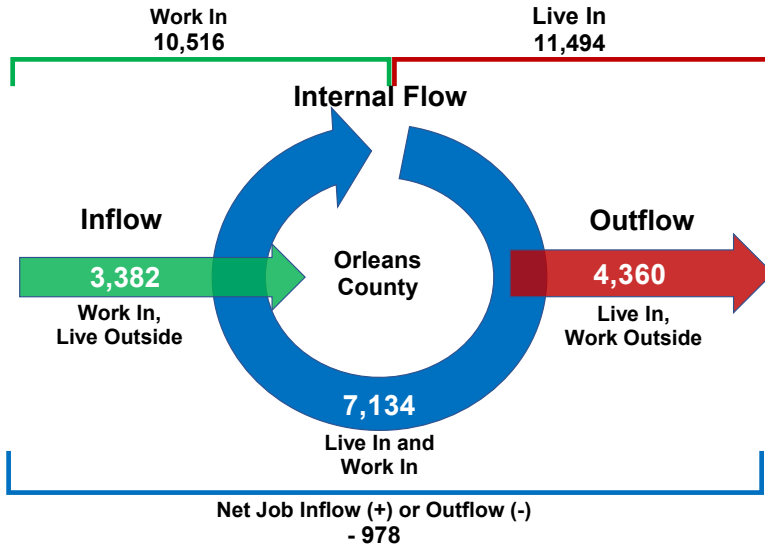 Work In
10,516
Live In
11,494
Internal Flow
Inflow
3,382
Work In,
Live Outside
Orleans
County
Outflow
4,360
Live In,
Work Outside
7,134
Live In and
Work In
Net Job Inflow (+) or Outflow (-)
- 978